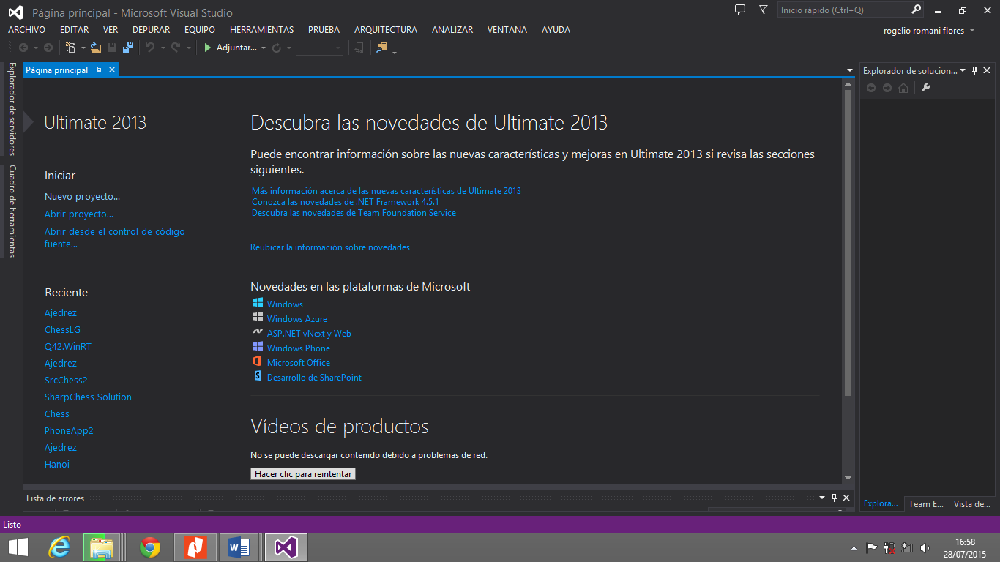 Página principal - Microsoft Visual Studio
Inicio rápido (Ctrl+Q)
ARCHIVO EDITAR VER DEPURAR EQUIPO HERRAMIENTAS PRUEBA ARQUITECTURA ANALIZAR VENTANA AYUDA
rogelio romani flores
Adjuntar...
Explorador de servidores
Cuadro de herramientas
Página principal
Ultimate 2013
Iniciar
Nuevo proyecto...
Abrir proyecto...
Abrir desde el control de código
fuente...
Reciente
Ajedrez
ChessLG
Q42.WinRT
Ajedrez
SrcChess2
SharpChess Solution
Chess
PhoneApp2
Ajedrez
Hanoi
Descubra las novedades de Ultimate 2013
Puede encontrar información sobre las nuevas características y mejoras en Ultimate 2013 si revisa las secciones
siguientes.
Más información acerca de las nuevas características de Ultimate 2013
Conozca las novedades de .NET Framework 4.5.1
Descubra las novedades de Team Foundation Service
Reubicar la información sobre novedades
Novedades en las plataformas de Microsoft
Windows
Windows Azure
ASP.NET vNext y Web
Windows Phone
Microsoft Office
Desarrollo de SharePoint
Vídeos de productos
No se puede descargar contenido debido a problemas de red.
Hacer clic para reintentar
Explorador de solucion...
Explora... Team E... Vista de...
Lista de errores
Listo
16:58
28/07/2015